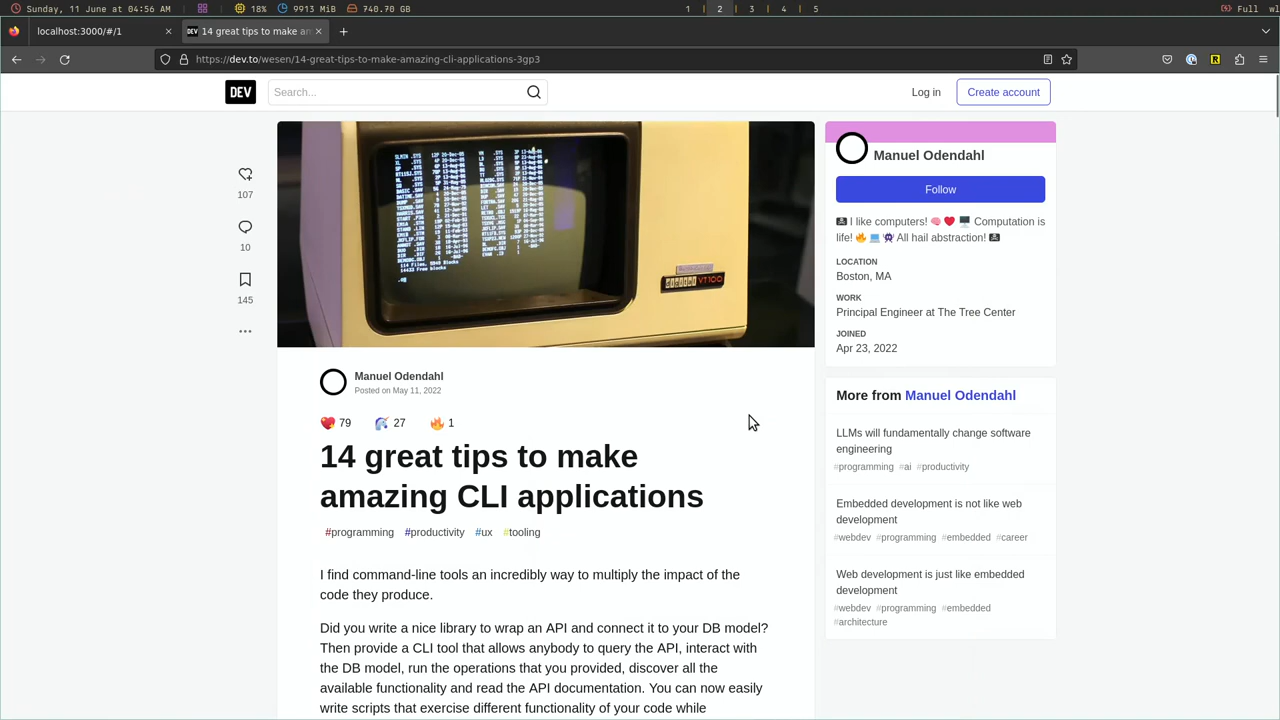 Sunday, 11 June at 04:56 AM
18%
9913 MiB
740.70 GB
1 2 3 4 5
Full
localhost:3000/#/1
DEV 14 great tips to make an
https://dev.to/wesen/14-great-tips-to-make-amazing-cli-applications-3gp3
DEV
Search...
Log in
Create account
107
10
145
digital VT100
Manuel Odendahl
Posted on May 11, 2022
79 27 1
14 great tips to make
amazing CLI applications
#programming #productivity #ux #tooling
I find command-line tools an incredibly way to multiply the impact of the
code they produce.
Did you write a nice library to wrap an API and connect it to your DB model?
Then provide a CLI tool that allows anybody to query the API, interact with
the DB model, run the operations that you provided, discover all the
available functionality and read the API documentation. You can now easily
write scripts that exercise different functionality of your code while
Manuel Odendahl
Follow
I like computers! Computation is
life! All hail abstraction!
LOCATION
Boston, MA
WORK
Principal Engineer at The Tree Center
JOINED
Apr 23, 2022
More from Manuel Odendahl
LLMs will fundamentally change software
engineering
#programming #ai #productivity
Embedded development is not like web
development
#webdev #programming #embedded #career
Web development is just like embedded
development
#webdev #programming #embedded
#architecture